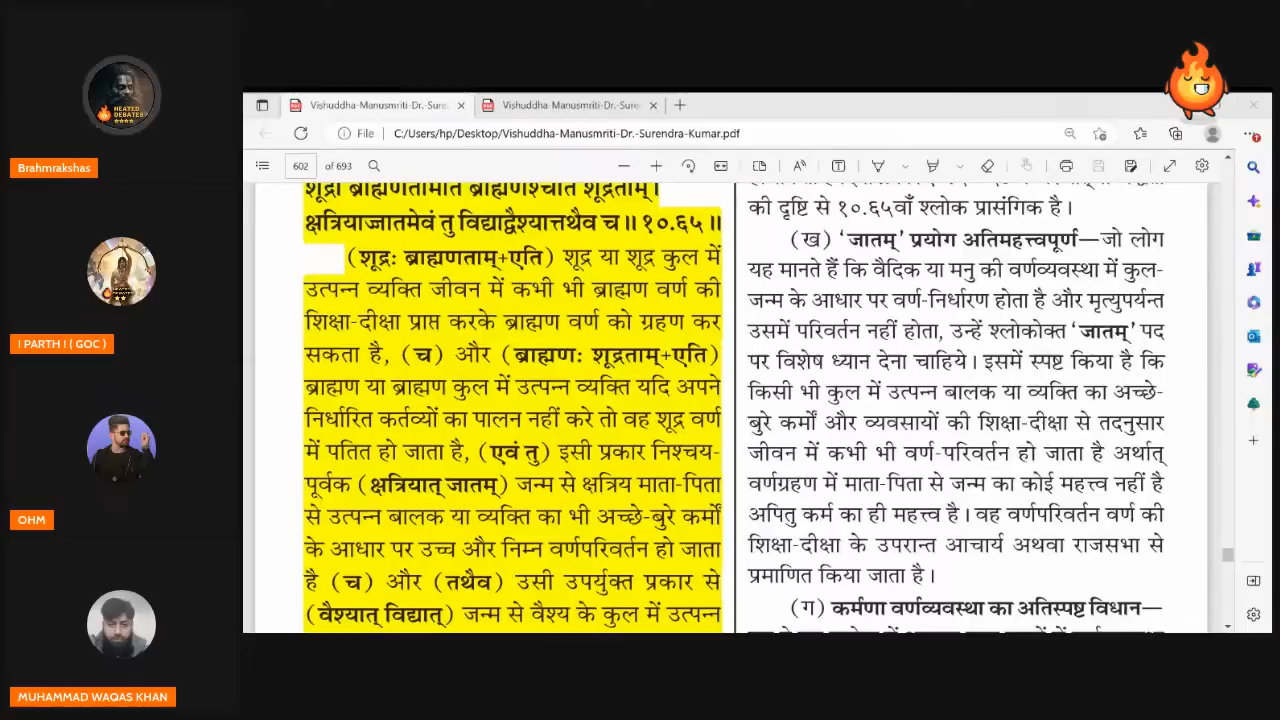 HEATED
DEBATES
Brahmrakshas
! PARTH ! ( GOC )
OHM
MUHAMMAD WAQAS KHAN
Vishuddha-Manusmriti-Dr.-Sure
Vishuddha-Manusmriti-Dr.-Sure
File
C:/Users/hp/Desktop/Vishuddha-Manusmriti-Dr.-Surendra-Kumar.pdf
602 of 693
शूद्रो ब्राह्मणतामेति ब्राह्मणश्चैति शूद्रताम्।
क्षत्रियाज्जातमेवं तु विद्याद्वैश्यात्तथैव च॥ १०.६५॥
(शूद्रः ब्राह्मणताम्+एति) शूद्र या शूद्र कुल में
उत्पन्न व्यक्ति जीवन में कभी भी ब्राह्मण वर्ण की
शिक्षा-दीक्षा प्राप्त करके ब्राह्मण वर्ण को ग्रहण कर
सकता है, (च) और (ब्राह्मणः शूद्रताम्+एति)
ब्राह्मण या ब्राह्मण कुल में उत्पन्न व्यक्ति यदि अपने
निर्धारित कर्तव्यों का पालन नहीं करे तो वह शूद्र वर्ण
में पतित हो जाता है, (एवं तु) इसी प्रकार निश्चय-
पूर्वक (क्षत्रियात् जातम्) जन्म से क्षत्रिय माता-पिता
से उत्पन्न बालक या व्यक्ति का भी अच्छे-बुरे कर्मों
के आधार पर उच्च और निम्न वर्णपरिवर्तन हो जाता
है (च) और (तथैव) उसी उपर्युक्त प्रकार से
(वैश्यात् विद्यात्) जन्म से वैश्य के कुल में उत्पन्न
की दृष्टि से १०.६५वाँ श्लोक प्रासंगिक है।
(ख) 'जातम्' प्रयोग अतिमहत्त्वपूर्ण—जो लोग
यह मानते हैं कि वैदिक या मनु की वर्णव्यवस्था में कुल-
जन्म के आधार पर वर्ण-निर्धारण होता है और मृत्युपर्यन्त
उसमें परिवर्तन नहीं होता, उन्हें श्लोकोक्त 'जातम्' पद
पर विशेष ध्यान देना चाहिये। इसमें स्पष्ट किया है कि
किसी भी कुल में उत्पन्न बालक या व्यक्ति का अच्छे-
बुरे कर्मों और व्यवसायों की शिक्षा-दीक्षा से तदनुसार
जीवन में कभी भी वर्ण-परिवर्तन हो जाता है अर्थात्
वर्णग्रहण में माता-पिता से जन्म का कोई महत्त्व नहीं है
अपितु कर्म का ही महत्त्व है। वह वर्णपरिवर्तन वर्ण की
शिक्षा-दीक्षा के उपरान्त आचार्य अथवा राजसभा से
प्रमाणित किया जाता है।
(ग) कर्मणा वर्णव्यवस्था का अतिस्पष्ट विधान—